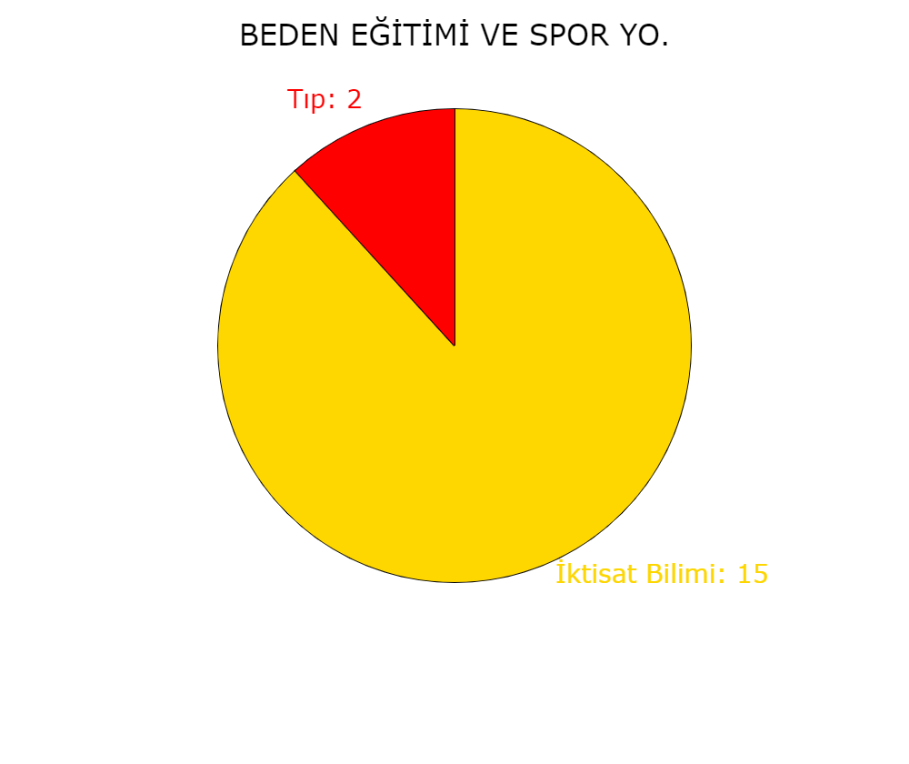 BEDEN EĞİTİMİ VE SPOR YO.
Tıp: 2
İktisat Bilimi: 15